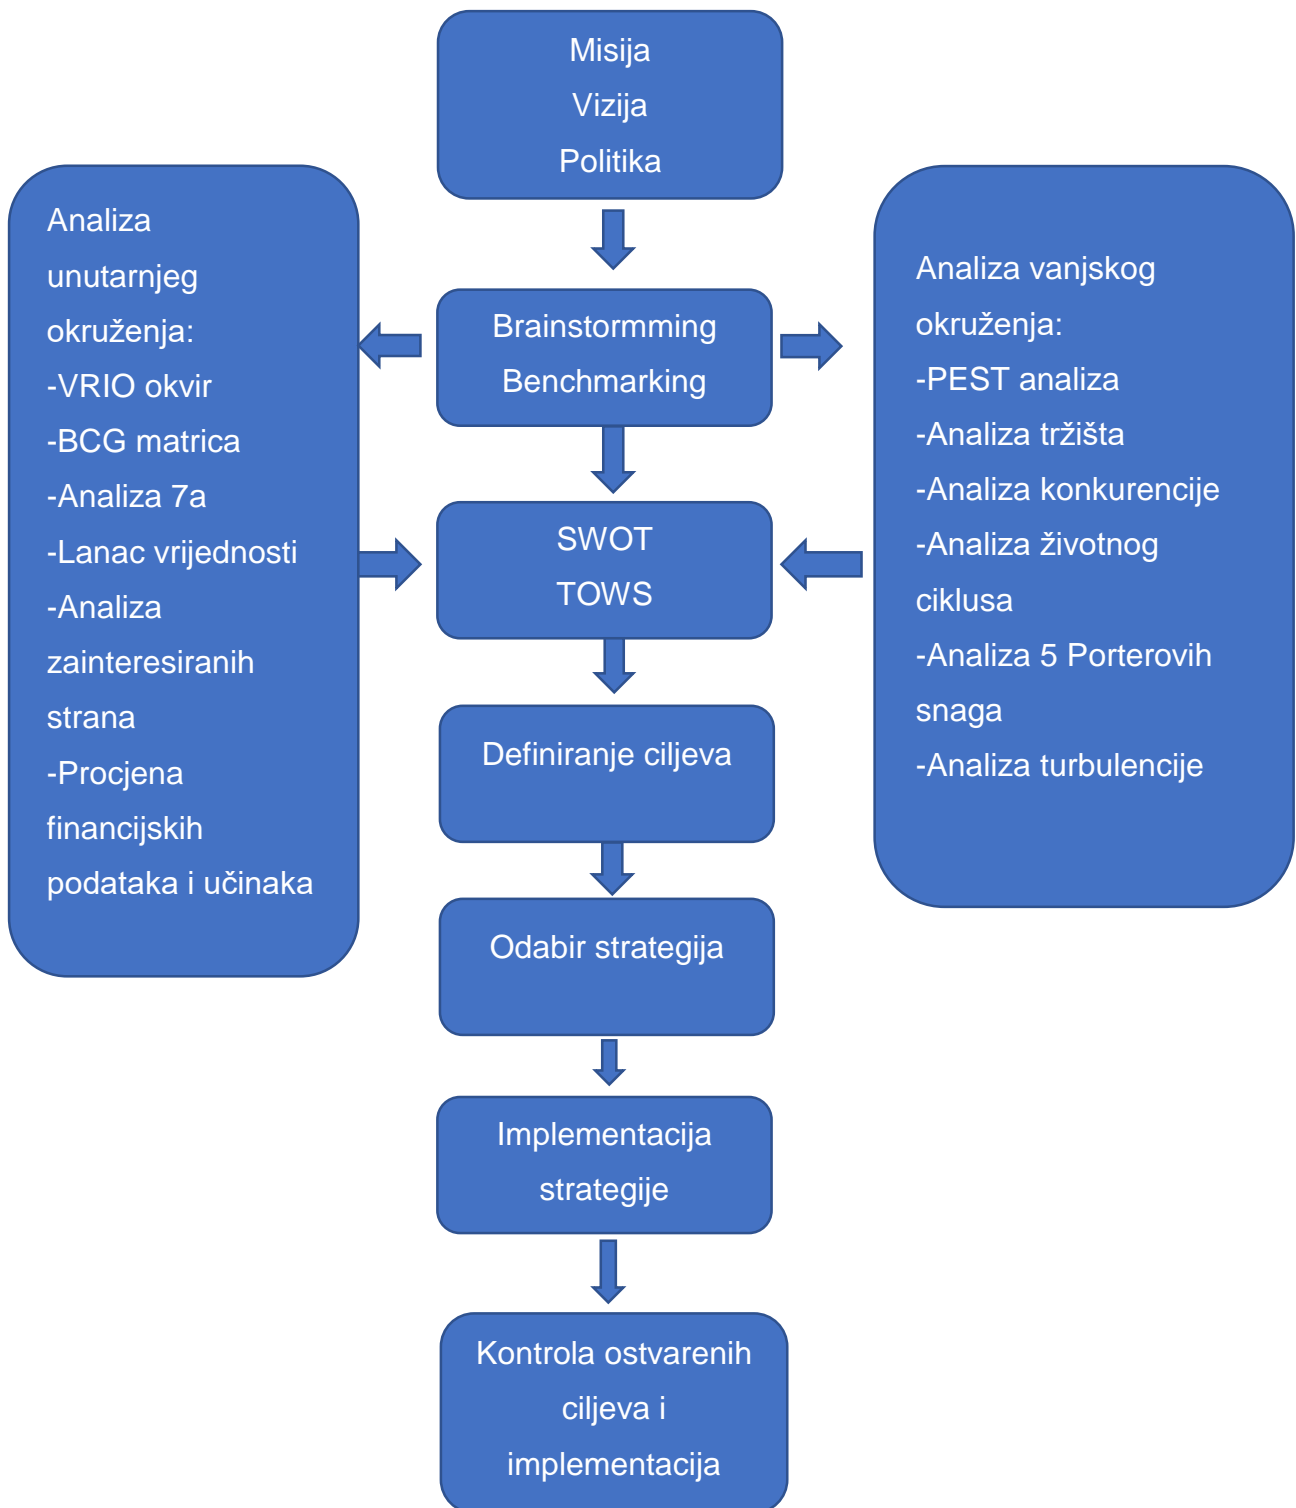 Misija
Vizija
Politika
Analiza
unutarnjeg
okruženja:
-VRIO okvir
-BCG matrica
-Analiza 7a
-Lanac vrijednosti
-Analiza
zainteresiranih
strana
-Procjena
financijskih
podataka i učinaka
Brainstormming
Benchmarking
Analiza vanjskog
okruženja:
-PEST analiza
-Analiza tržišta
-Analiza konkurencije
-Analiza životnog
ciklusa
-Analiza 5 Porterovih
snaga
-Analiza turbulencije
SWOT
TOWS
Definiranje ciljeva
Odabir strategija
Implementacija
strategije
Kontrola ostvarenih
ciljeva i
implementacija